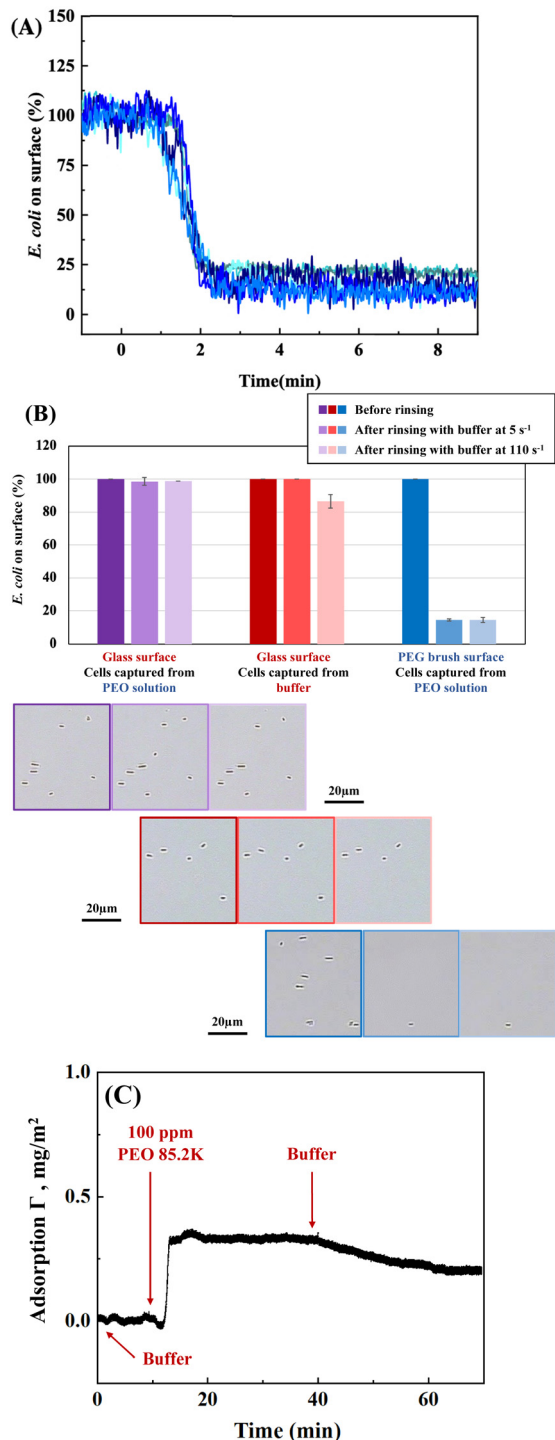 (A)
150
125
100
75
50
25
0
E. coli on surface (%)
0 2 4 6 8
Time(min)
(B)
Before rinsing
After rinsing with buffer at 5 s⁻¹
After rinsing with buffer at 110 s⁻¹
120
100
80
60
40
20
0
E. coli on surface (%)
Glass surface
Cells captured from
PEO solution
Glass surface
Cells captured from
buffer
PEG brush surface
Cells captured from
PEO solution
20µm
20µm
20µm
(C)
1.0
0.5
0.0
Adsorption Γ , mg/m²
100 ppm
PEO 85.2K
Buffer
Buffer
0 20 40 60
Time (min)